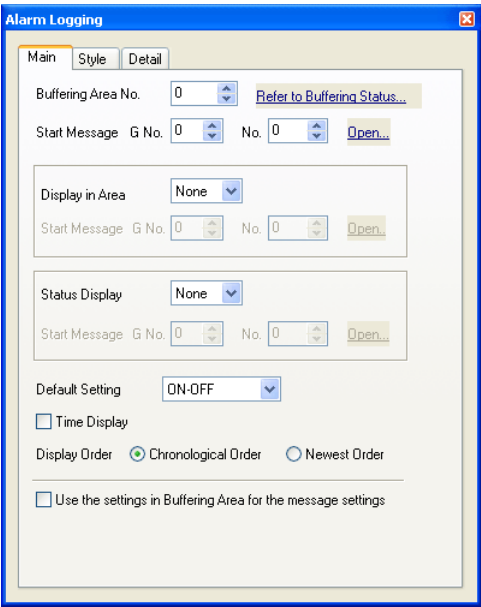 Alarm Logging
Main Style Detail
Buffering Area No. 0 Refer to Buffering Status...
Start Message G No. 0 No. 0 Open...
Display in Area None
Start Message G No. 0 No. 0 Open..
Status Display None
Start Message G No. 0 No. 0 Open...
Default Setting ON-OFF
Time Display
Display Order Chronological Order Newest Order
Use the settings in Buffering Area for the message settings